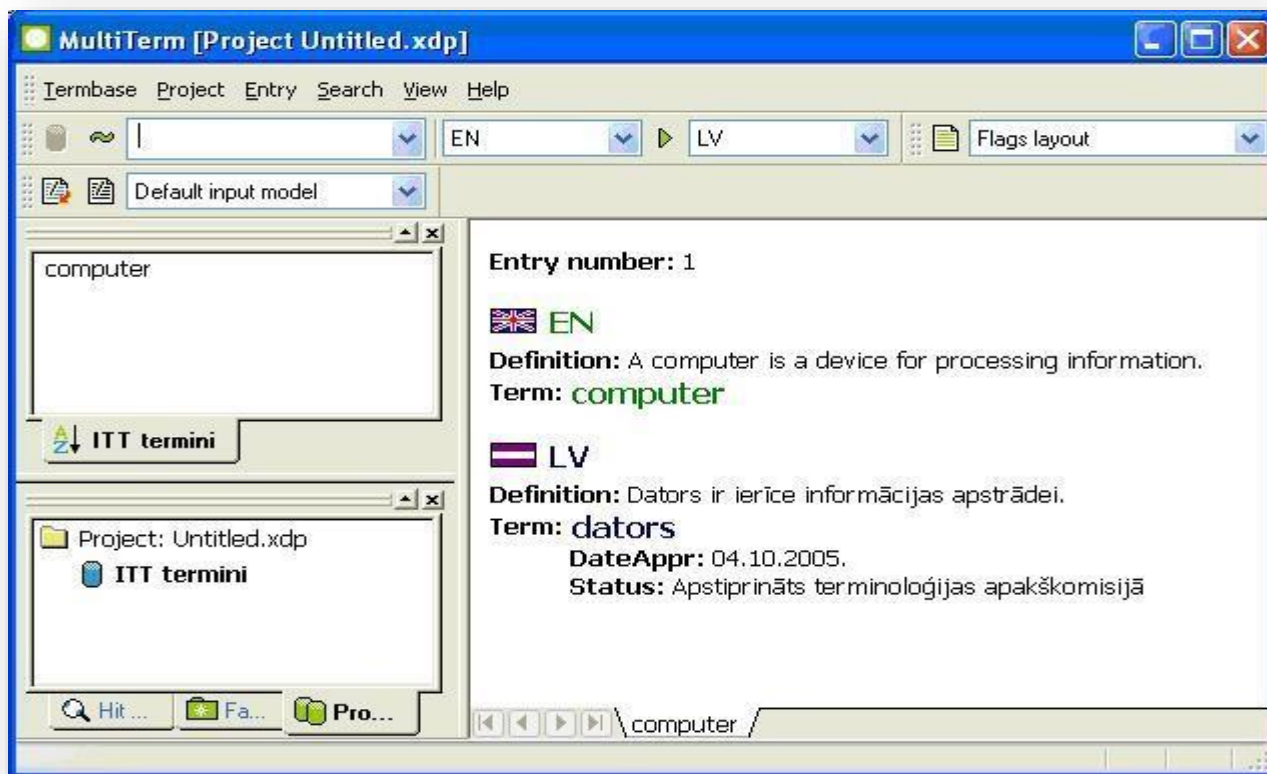 MultiTerm [Project Untitled.xdp]
Termbase Project Entry Search View Help
EN LV Flags layout
Default input model
computer
ITT termini
Project: Untitled.xdp
ITT termini
Hit ... Fa... Pro...
Entry number: 1
EN
Definition: A computer is a device for processing information.
Term: computer
LV
Definition: Dators ir ierīce informācijas apstrādei.
Term: dators
DateAppr: 04.10.2005.
Status: Apstiprināts terminoloģijas apakškomisijā
computer